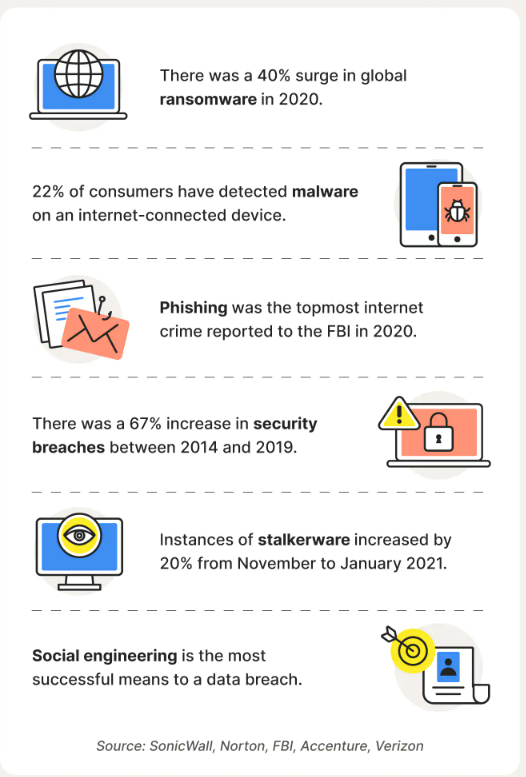 There was a 40% surge in global
ransomware in 2020.
22% of consumers have detected malware
on an internet-connected device.
Phishing was the topmost internet
crime reported to the FBI in 2020.
There was a 67% increase in security
breaches between 2014 and 2019.
Instances of stalkerware increased by
20% from November to January 2021.
Social engineering is the most
successful means to a data breach.
Source: SonicWall, Norton, FBI, Accenture, Verizon